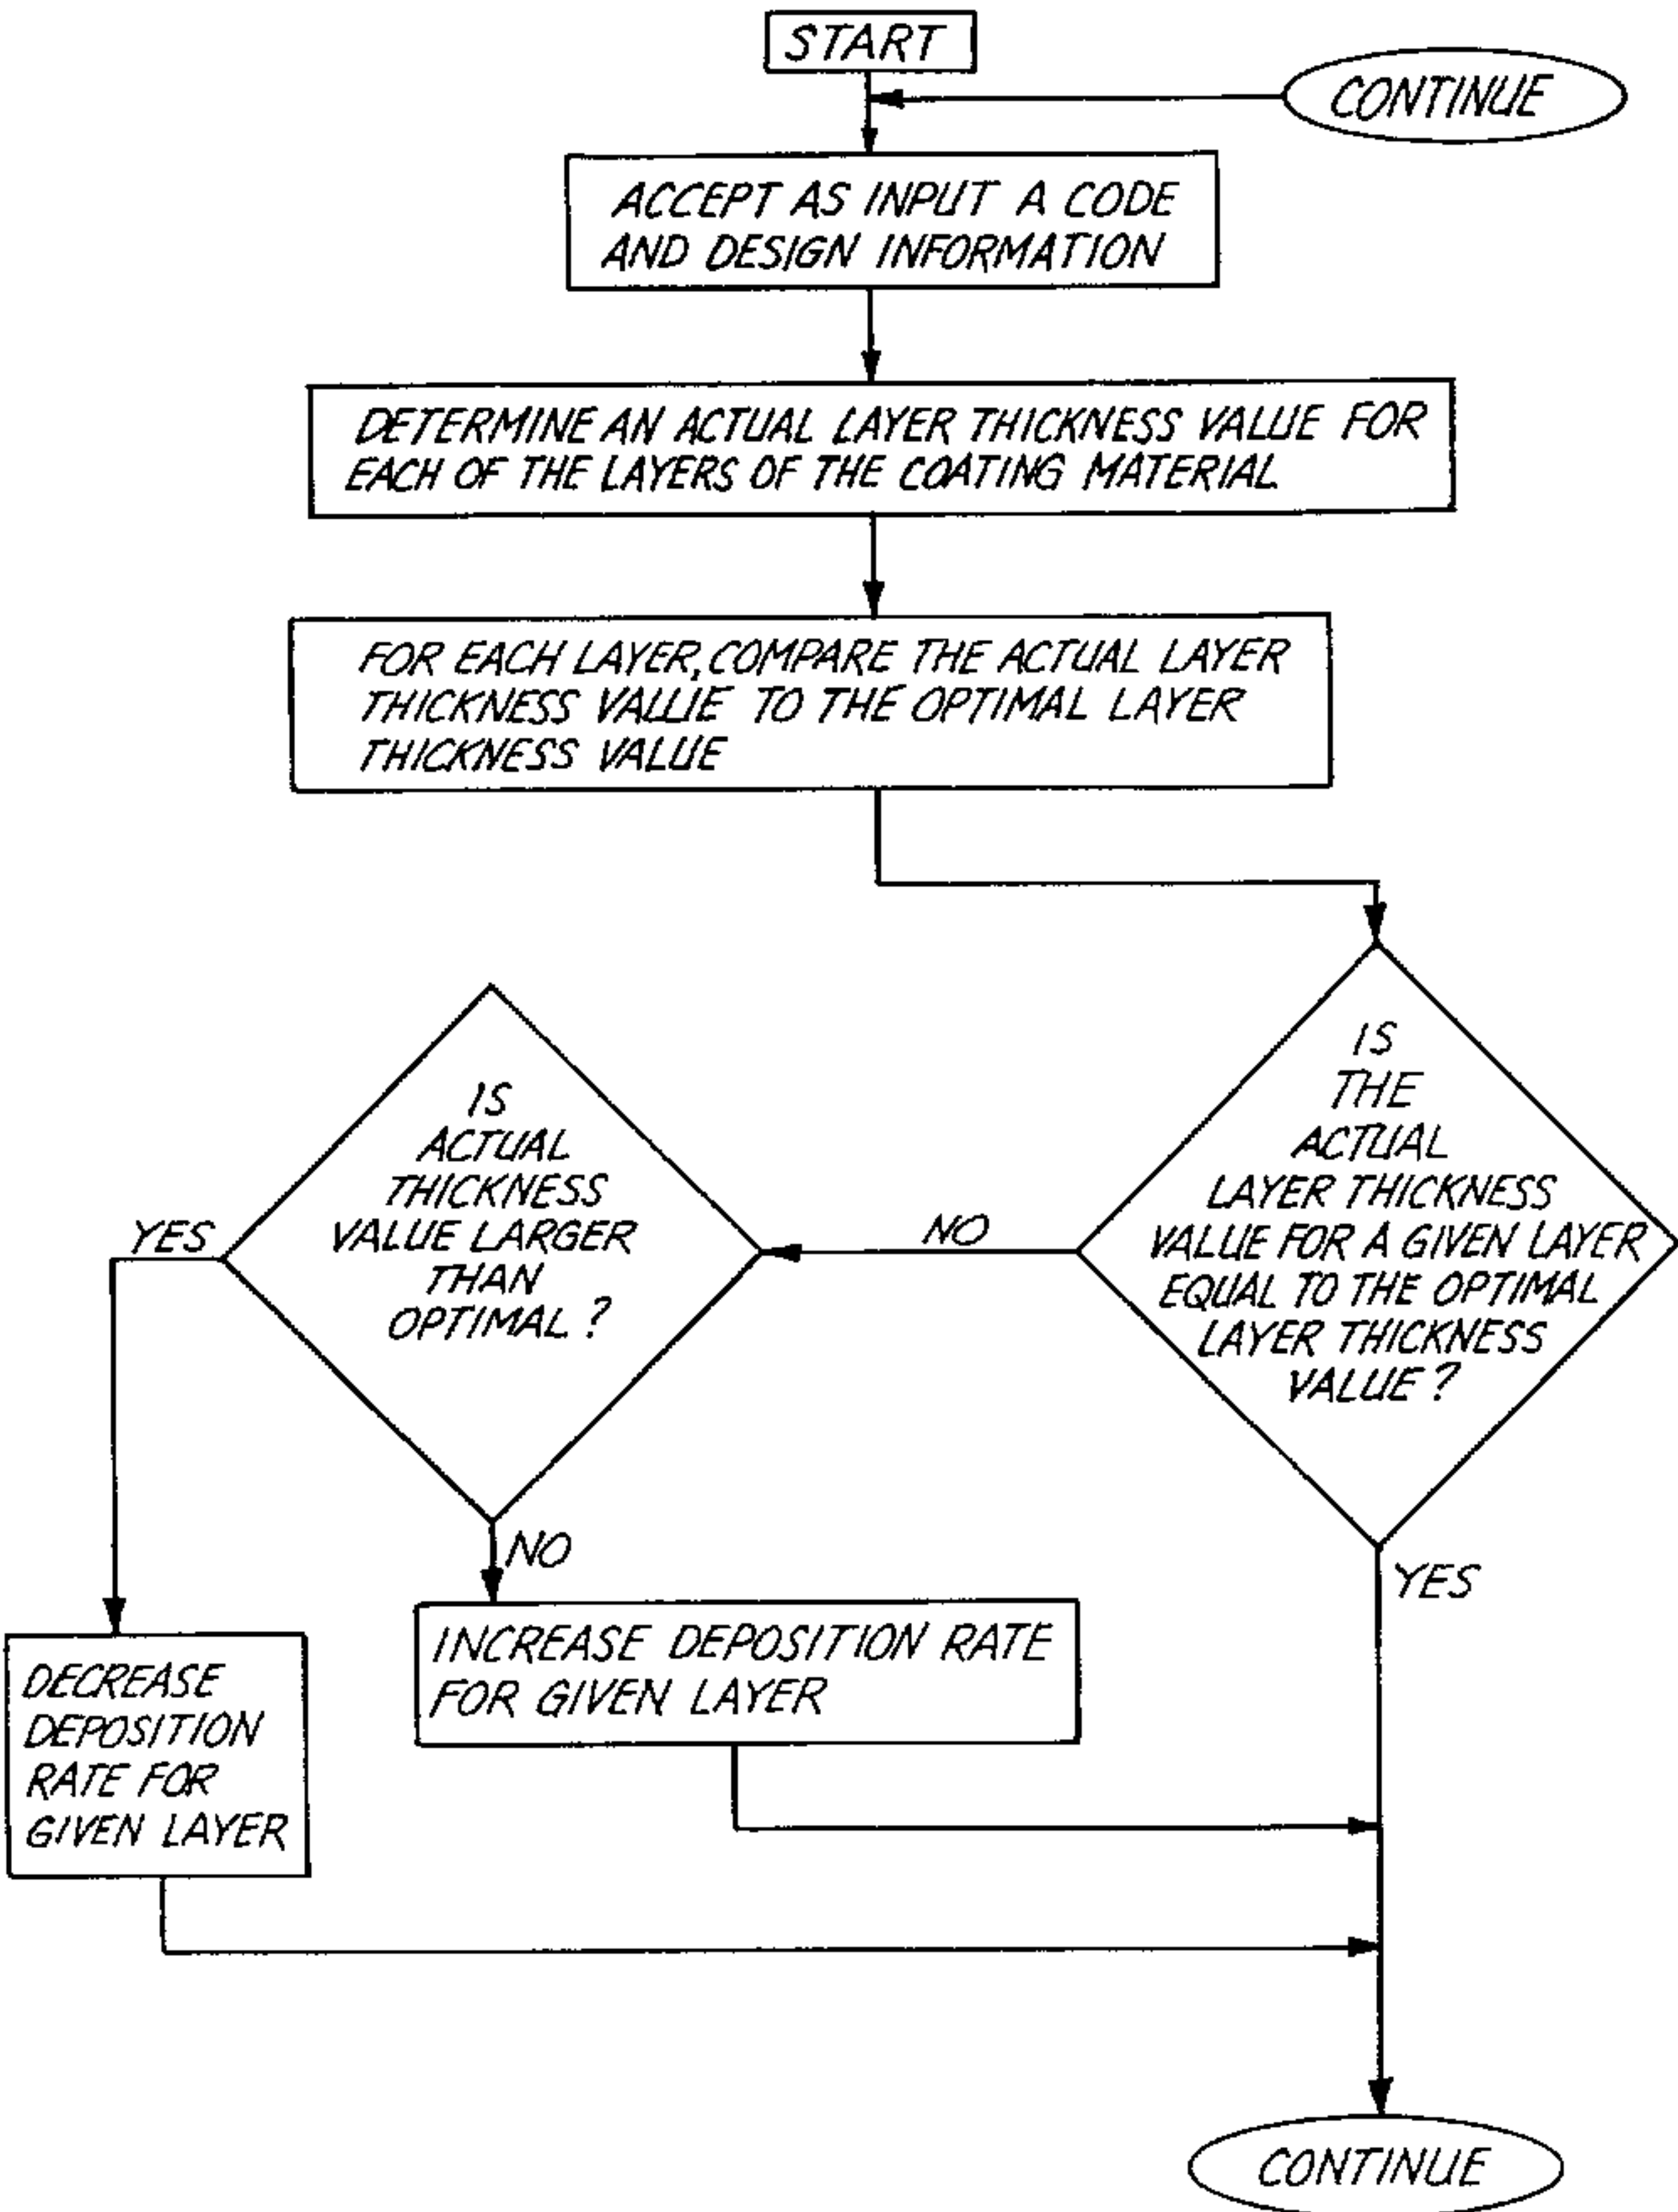 START
CONTINUE
ACCEPT AS INPUT A CODE
AND DESIGN INFORMATION
DETERMINE AN ACTUAL LAYER THICKNESS VALUE FOR
EACH OF THE LAYERS OF THE COATING MATERIAL
FOR EACH LAYER, COMPARE THE ACTUAL LAYER
THICKNESS VALUE TO THE OPTIMAL LAYER
THICKNESS VALUE
IS
THE
ACTUAL
LAYER THICKNESS
VALUE FOR A GIVEN LAYER
EQUAL TO THE OPTIMAL
LAYER THICKNESS
VALUE?
NO
YES
IS
ACTUAL
THICKNESS
VALUE LARGER
THAN
OPTIMAL?
YES
NO
INCREASE DEPOSITION RATE
FOR GIVEN LAYER
DECREASE
DEPOSITION
RATE FOR
GIVEN LAYER
CONTINUE